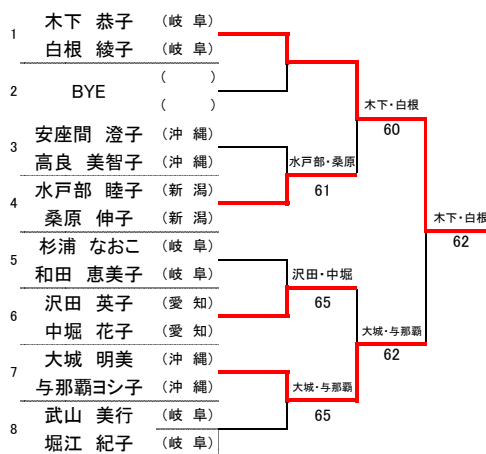 1
木下 恭子 (岐 阜)
白根 綾子 (岐 阜)
2
BYE
( )
( )
3
安座間 澄子 (沖 縄)
高良 美智子 (沖 縄)
4
水戸部 睦子 (新 潟)
桑原 伸子 (新 潟)
5
杉浦 なおこ (岐 阜)
和田 恵美子 (岐 阜)
6
沢田 英子 (愛 知)
中堀 花子 (愛 知)
7
大城 明美 (沖 縄)
与那覇ヨシ子 (沖 縄)
8
武山 美行 (岐 阜)
堀江 紀子 (岐 阜)
水戸部・桑原
61
沢田・中堀
65
大城・与那覇
65
木下・白根
60
大城・与那覇
62
木下・白根
62